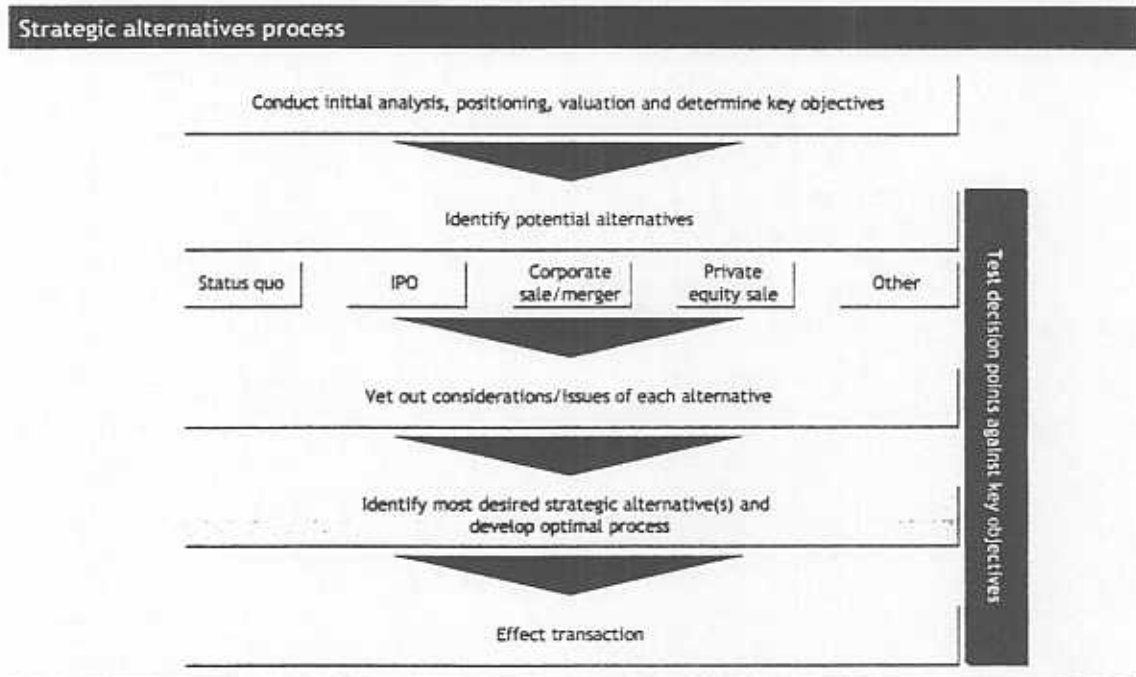 Strategic alternatives process
Conduct initial analysis, positioning, valuation and determine key objectives
Identify potential alternatives
Status quo
IPO
Corporate
sale/merger
Private
equity sale
Other
Vet out considerations/issues of each alternative
Identify most desired strategic alternative(s) and
develop optimal process
Effect transaction
Test decision points against key objectives